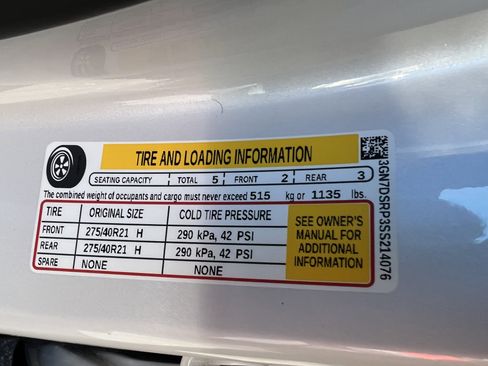 TIRE AND LOADING INFORMATION
SEATING CAPACITY TOTAL 5 FRONT 2 REAR 3
The combined weight of occupants and cargo must never exceed 515 kg or 1135 lbs.
TIRE ORIGINAL SIZE COLD TIRE PRESSURE
FRONT 275/40R21 H 290 kPa, 42 PSI
REAR 275/40R21 H 290 kPa, 42 PSI
SPARE NONE NONE
SEE OWNER'S
MANUAL FOR
ADDITIONAL
INFORMATION
3GN7DSRP3SS214076